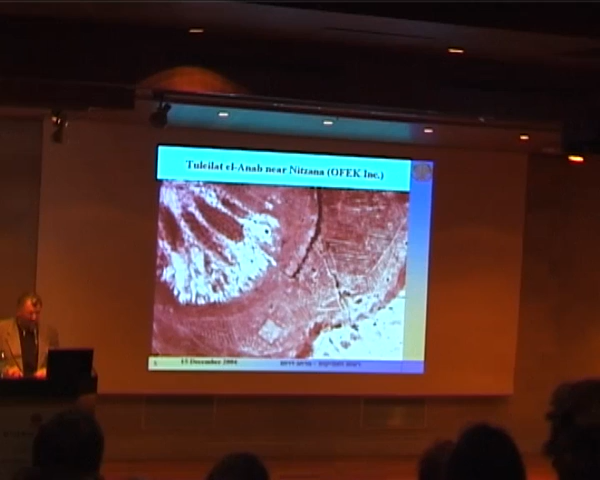 Tuleilat el-Anab near Nitzana (OFEK Inc.)
15 December 2004